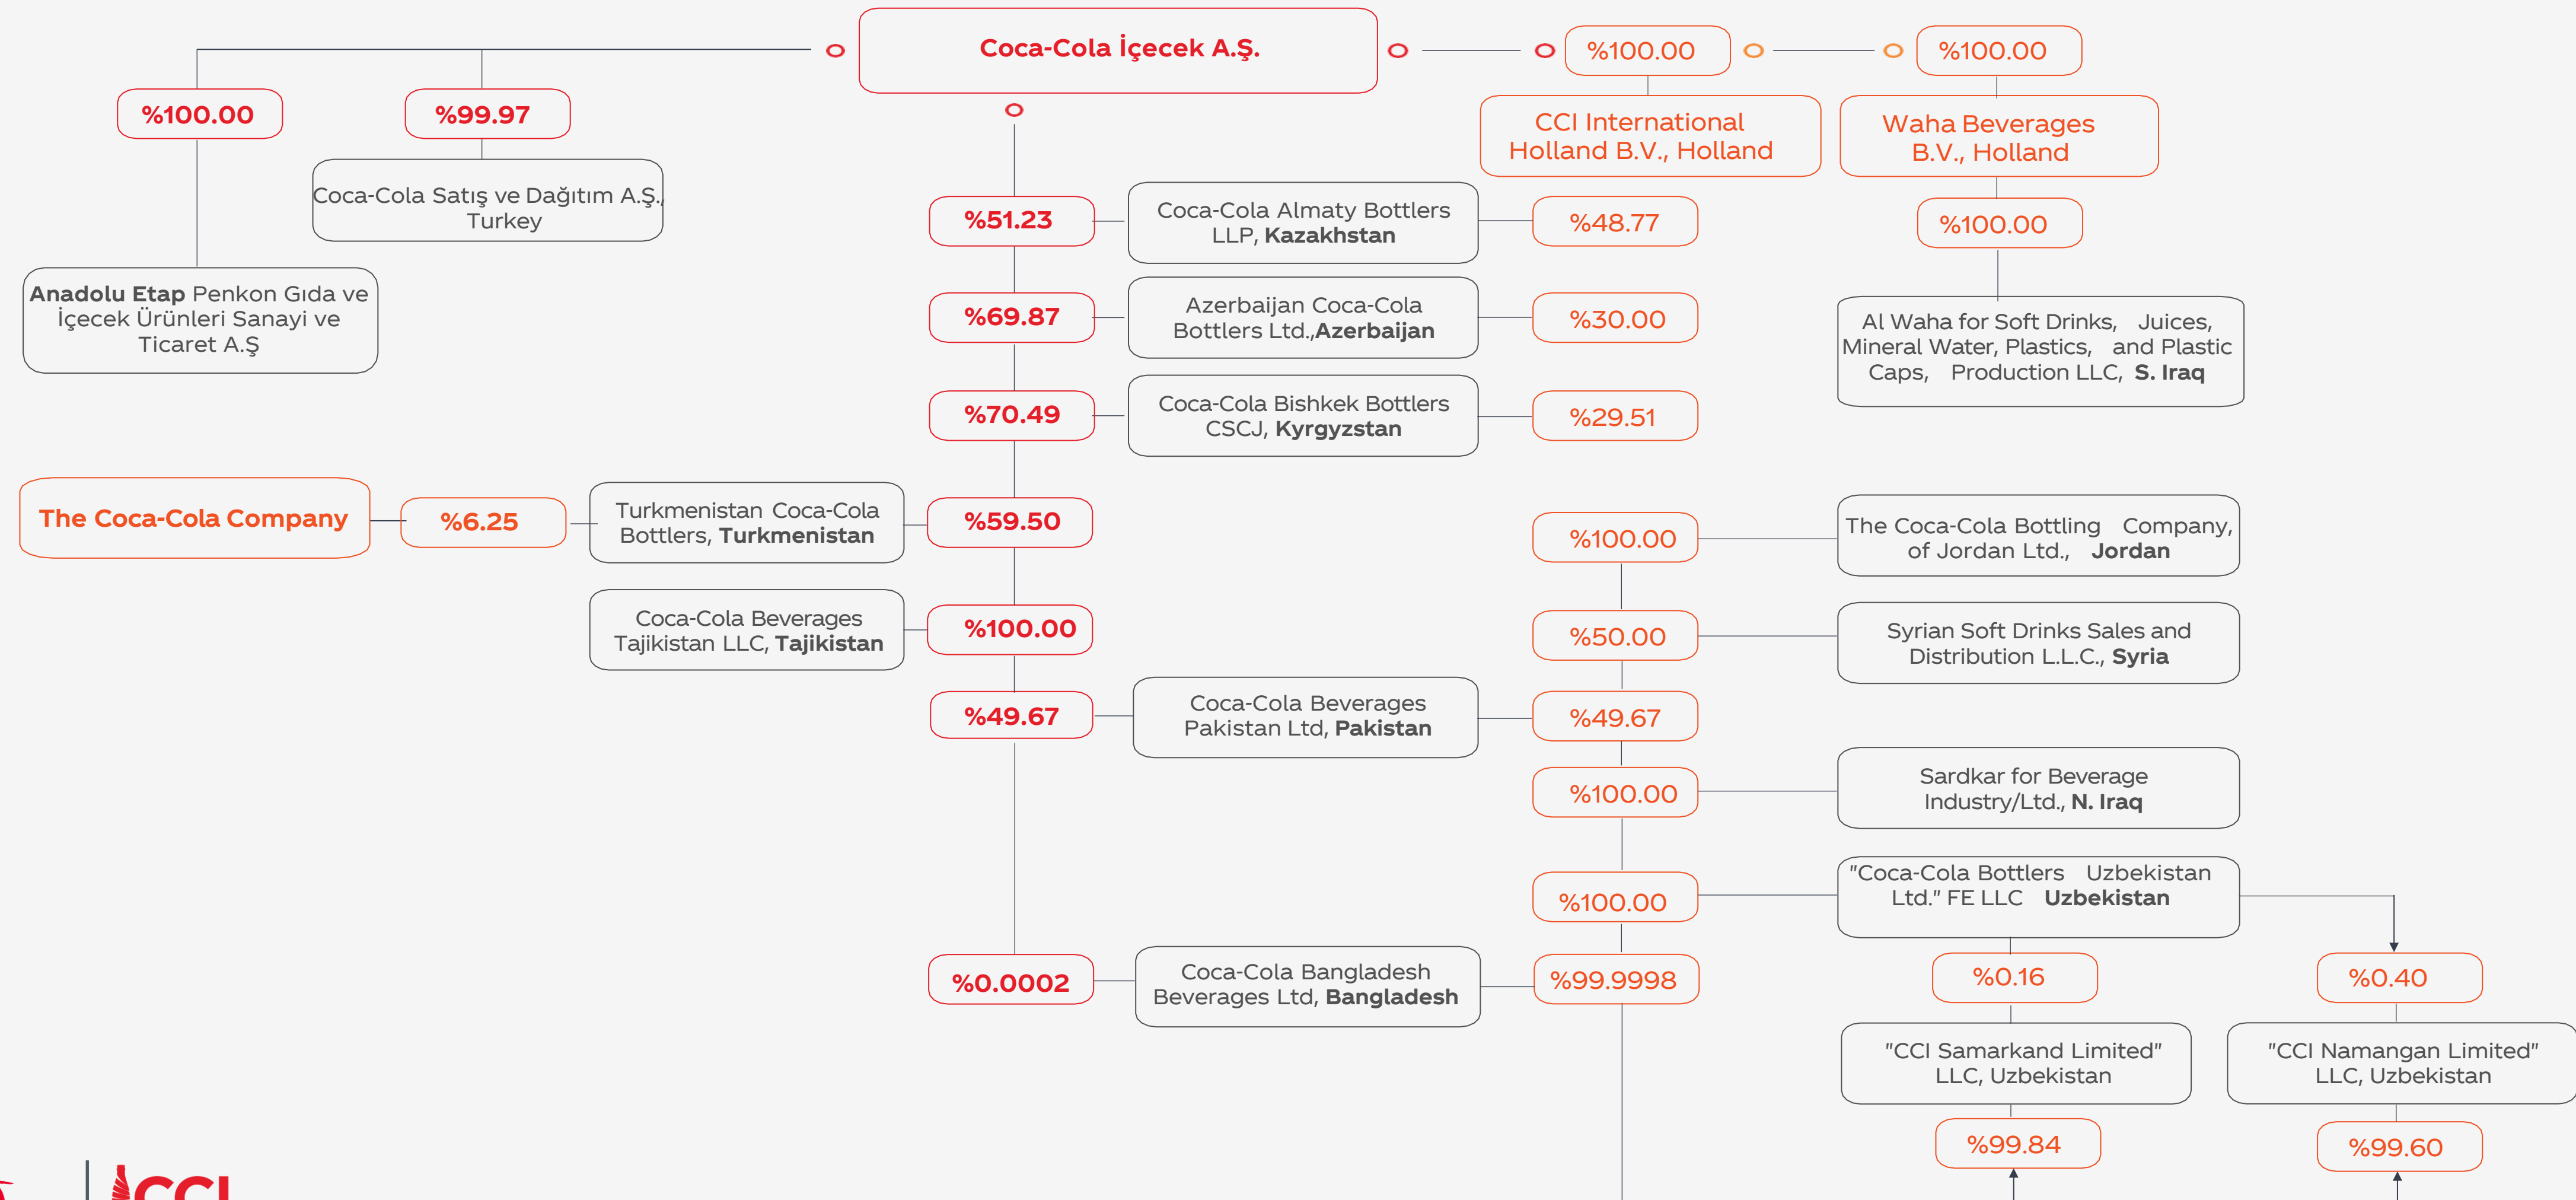 Coca-Cola İçecek A.Ş.
%100.00
%100.00
%100.00
%99.97
CCI International
Holland B.V., Holland
Waha Beverages
B.V., Holland
Coca-Cola Satış ve Dağıtım A.Ş.,
Turkey
%51.23
Coca-Cola Almaty Bottlers
LLP, Kazakhstan
%48.77
%100.00
Anadolu Etap Penkon Gıda ve
İçecek Ürünleri Sanayi ve
Ticaret A.Ş
%69.87
Azerbaijan Coca-Cola
Bottlers Ltd.,Azerbaijan
%30.00
Al Waha for Soft Drinks, Juices,
Mineral Water, Plastics, and Plastic
Caps, Production LLC, S. Iraq
%70.49
Coca-Cola Bishkek Bottlers
CSCJ, Kyrgyzstan
%29.51
The Coca-Cola Company
%6.25
Turkmenistan Coca-Cola
Bottlers, Turkmenistan
%59.50
%100.00
The Coca-Cola Bottling Company,
of Jordan Ltd., Jordan
Coca-Cola Beverages
Tajikistan LLC, Tajikistan
%100.00
%50.00
Syrian Soft Drinks Sales and
Distribution L.L.C., Syria
%49.67
Coca-Cola Beverages
Pakistan Ltd, Pakistan
%49.67
%100.00
Sardkar for Beverage
Industry/Ltd., N. Iraq
%100.00
"Coca-Cola Bottlers Uzbekistan
Ltd." FE LLC Uzbekistan
%0.0002
Coca-Cola Bangladesh
Beverages Ltd, Bangladesh
%99.9998
%0.16
%0.40
"CCI Samarkand Limited"
LLC, Uzbekistan
"CCI Namangan Limited"
LLC, Uzbekistan
%99.84
%99.60
CCI